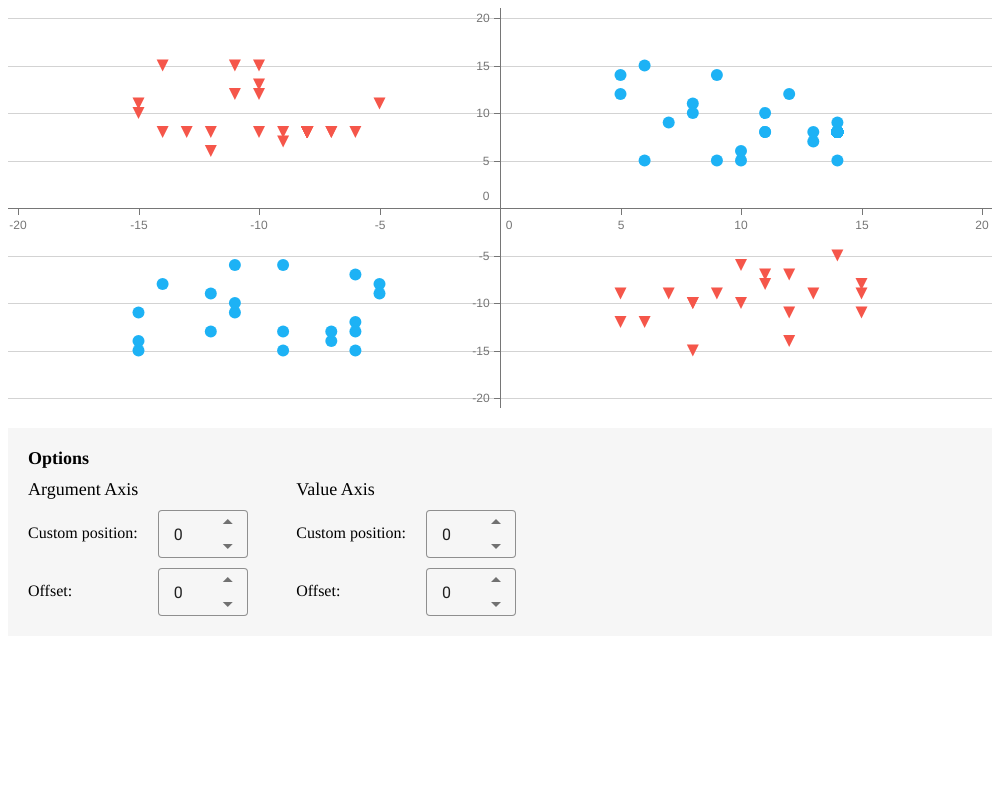 20
15
10
5
0
-20 -15 -10 -5 0 5 10 15 20
-5
-10
-15
-20
Options
Argument Axis Value Axis
Custom position: 0 Custom position: 0
Offset: 0 Offset: 0